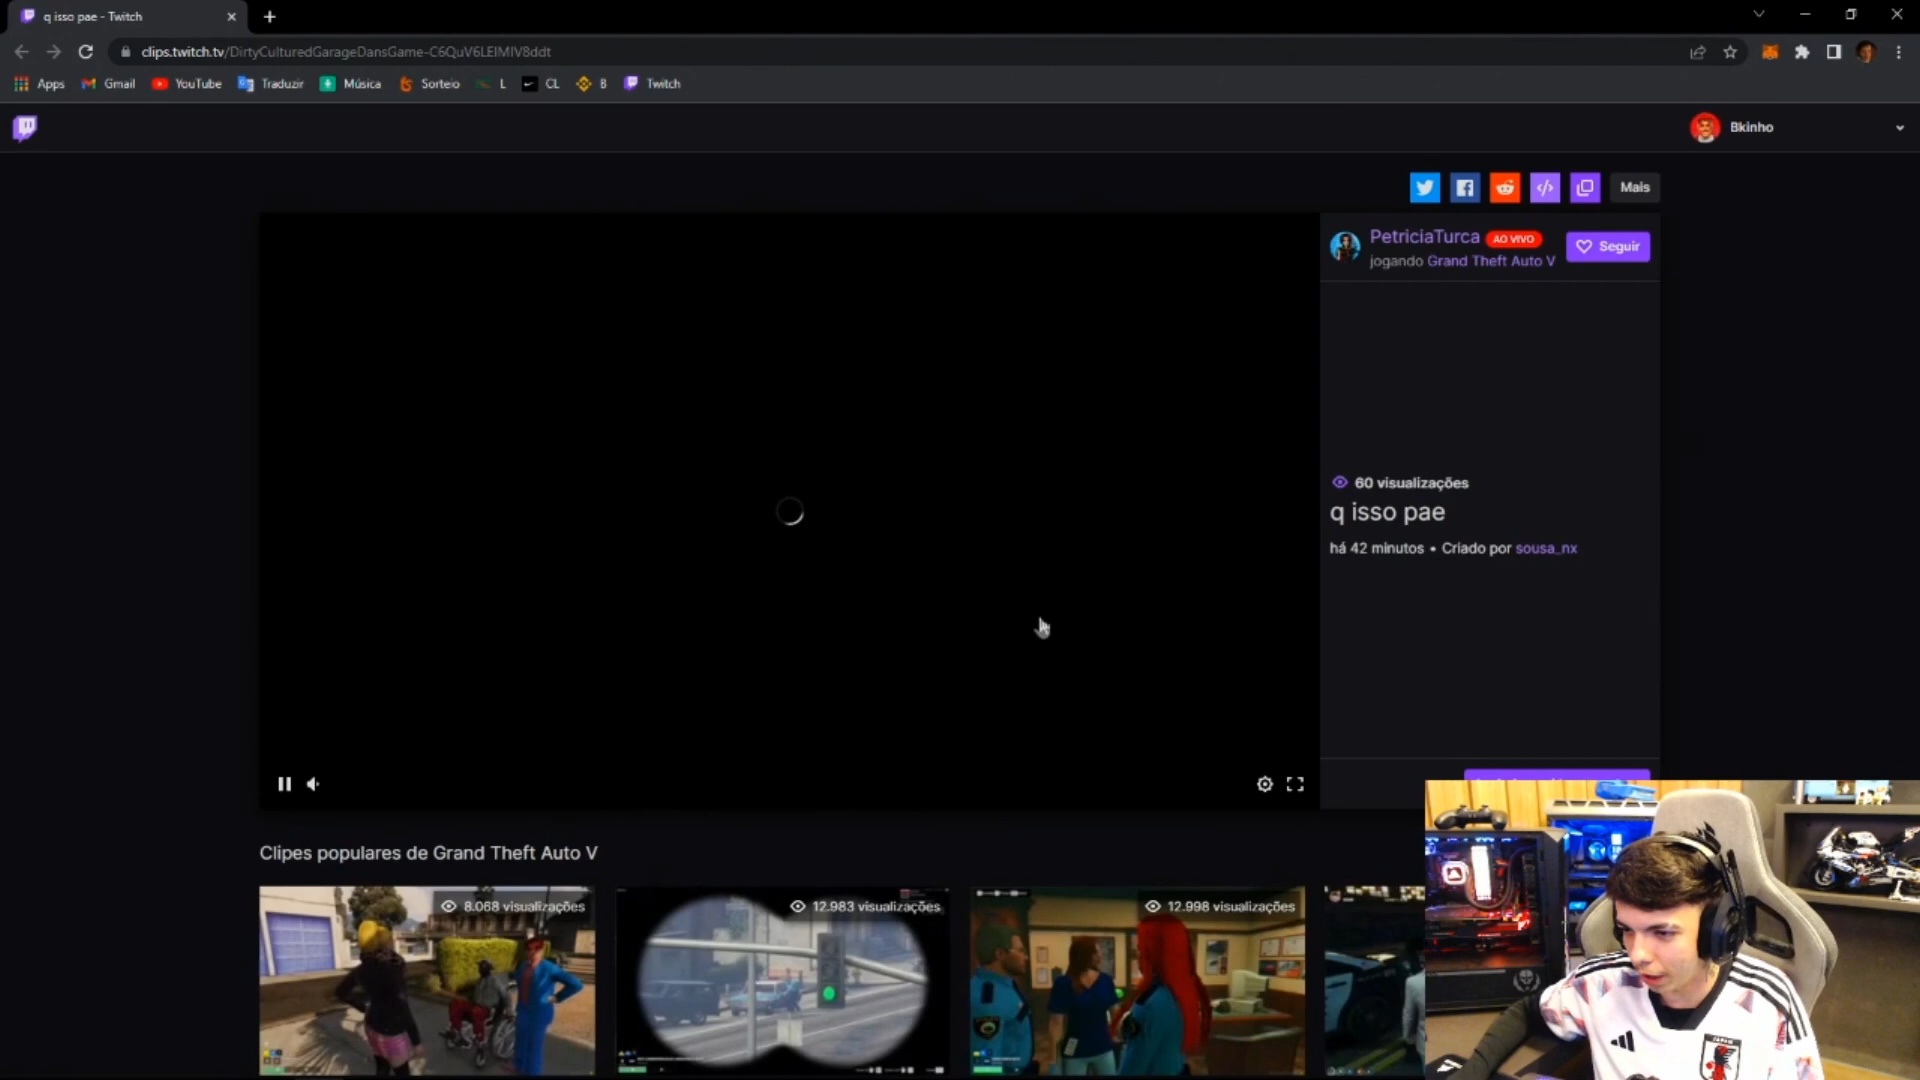 q isso pae - Twitch
clips.twitch.tv/DirtyCulturedGarageDansGame-C6QuV6LEIMIV8ddt
Apps
Gmail
YouTube
Traduzir
Música
Sorteio
L
CL
B
Twitch
Bkinho
Mais
PetriciaTurca AO VIVO
Seguir
jogando Grand Theft Auto V
60 visualizações
q isso pae
há 42 minutos • Criado por sousa_nx
Clipes populares de Grand Theft Auto V
8.068 visualizações
12.983 visualizações
12.998 visualizações
JAPAN